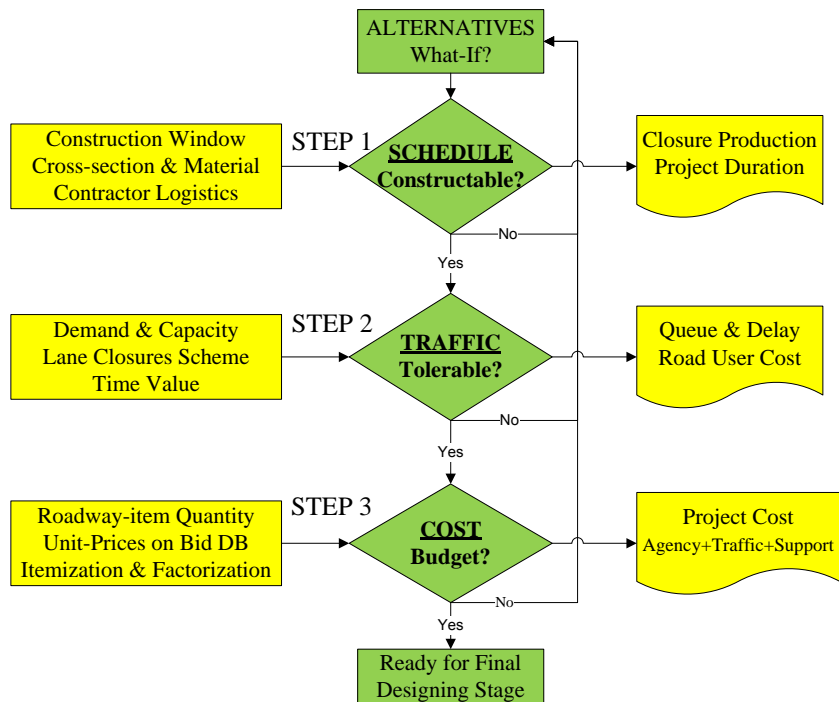 ALTERNATIVES
What-If?
STEP 1
Construction Window
Cross-section & Material
Contractor Logistics
SCHEDULE
Constructable?
Closure Production
Project Duration
No
Yes
STEP 2
Demand & Capacity
Lane Closures Scheme
Time Value
TRAFFIC
Tolerable?
Queue & Delay
Road User Cost
No
Yes
STEP 3
Roadway-item Quantity
Unit-Prices on Bid DB
Itemization & Factorization
COST
Budget?
Project Cost
Agency+Traffic+Support
No
Yes
Ready for Final
Designing Stage